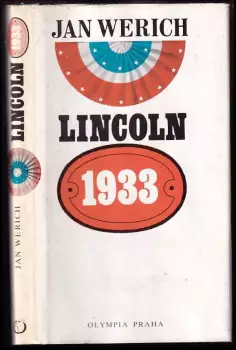 JAN WERICH
LINCOLN
1933
OLYMPIA PRAHA
LINCOLN 1933
JAN WERICH